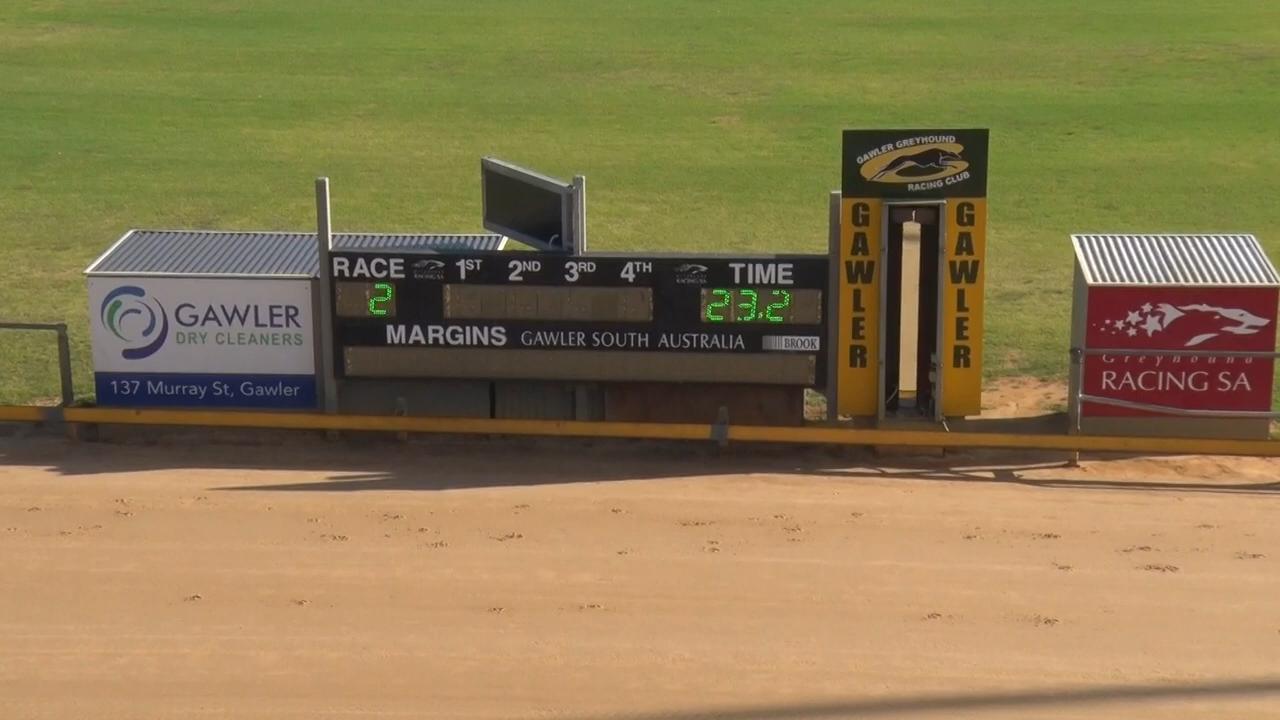 GAWLER GREYHOUND
RACING CLUB
GAWLER
GAWLER
RACE 1ST 2ND 3RD 4TH TIME
2 23.2
MARGINS GAWLER SOUTH AUSTRALIA BROOK
GAWLER
DRY CLEANERS
137 Murray St, Gawler
Greyhound
RACING SA